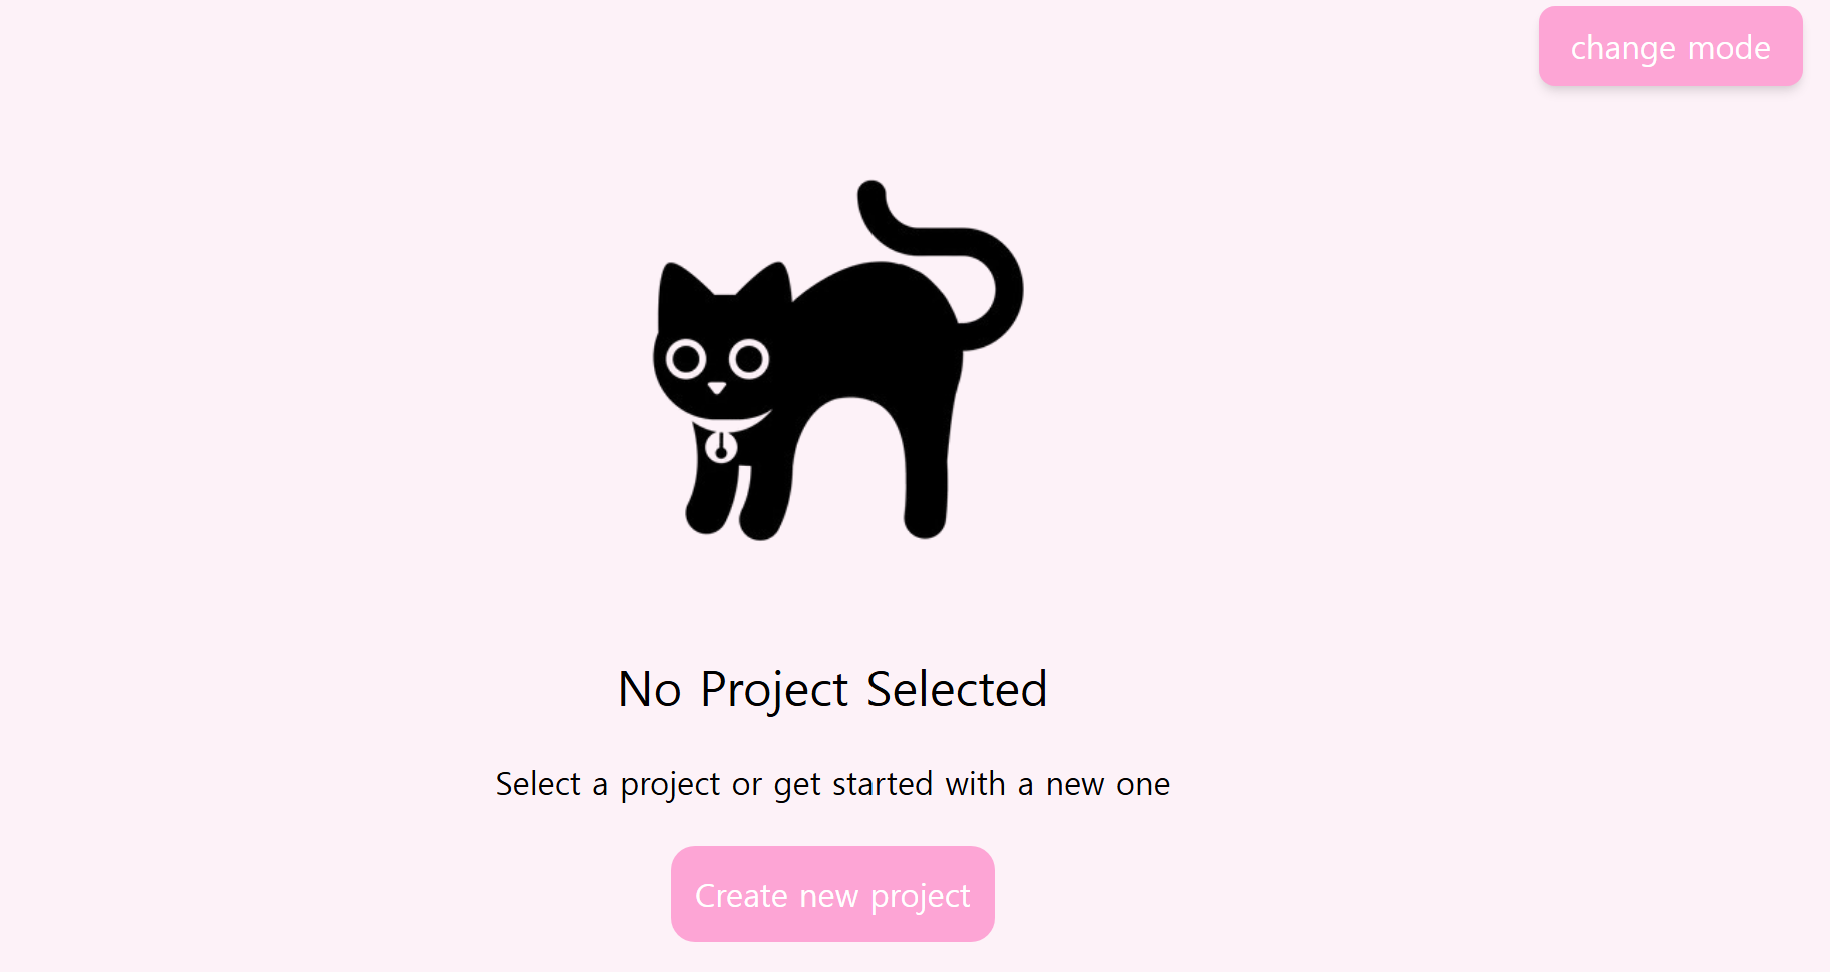 change mode
No Project Selected
Select a project or get started with a new one
Create new project